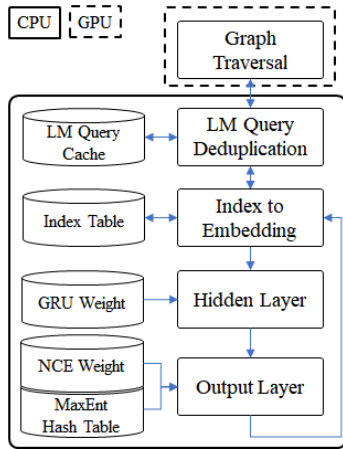 CPU
GPU
Graph
Traversal
LM Query
Cache
LM Query
Deduplication
Index Table
Index to
Embedding
GRU Weight
Hidden Layer
NCE Weight
MaxEnt
Hash Table
Output Layer